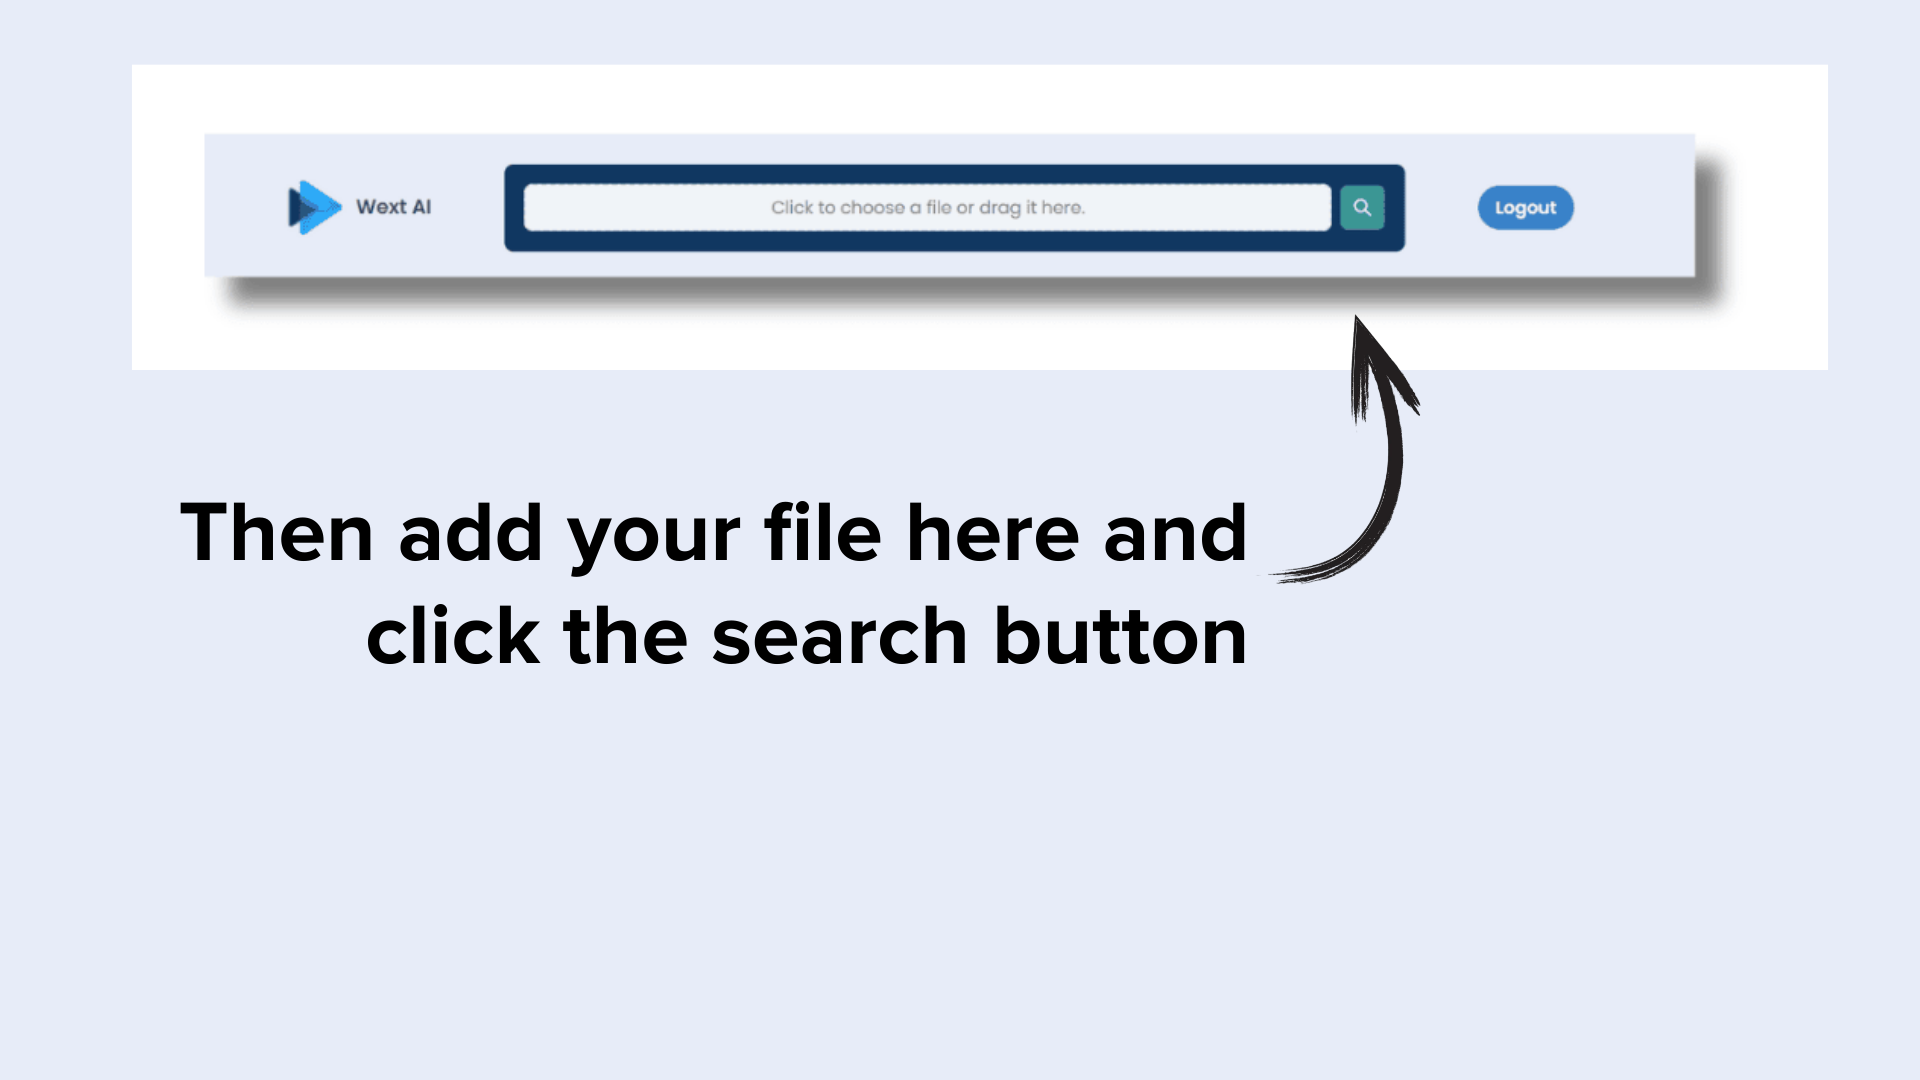 Wext AI
Click to choose a file or drag it here.
Logout
Then add your file here and
click the search button